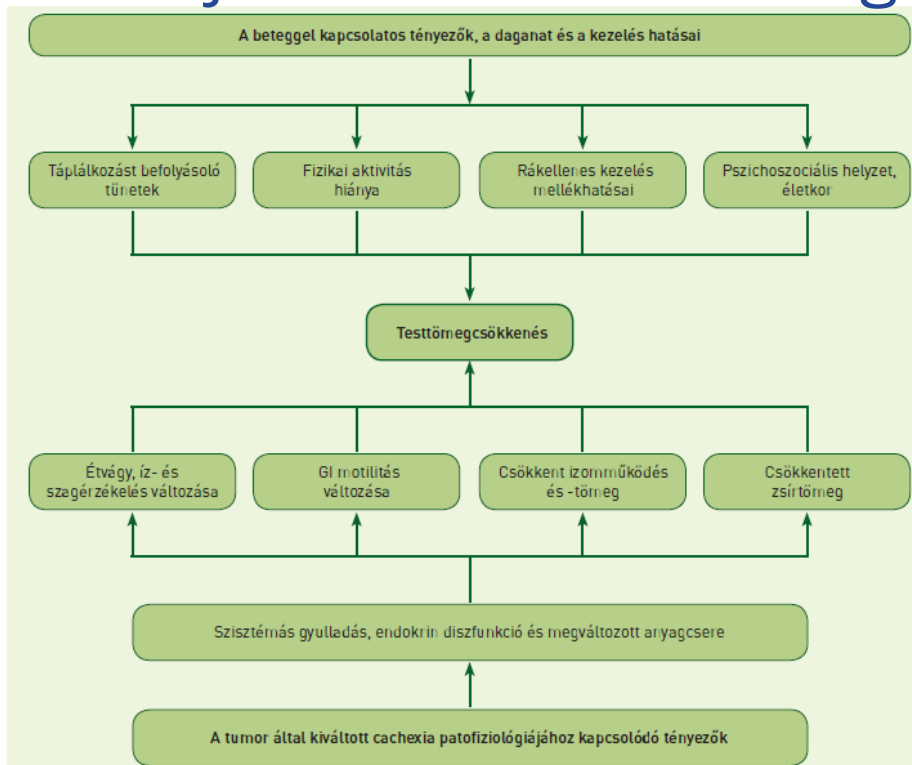 A beteggel kapcsolatos tényezők, a daganat és a kezelés hatásai
Táplálkozást befolyásoló
tünetek
Fizikai aktivitás
hiánya
Rákellenes kezelés
mellékhatásai
Pszichoszociális helyzet,
életkor
Testtömegcsökkenés
Étvágy, íz- és
szagérzékelés változása
GI motilitás
változása
Csökkent izomműködés
és -tömeg
Csökkentett
zsírtömeg
Szisztémás gyulladás, endokrin diszfunkció és megváltozott anyagcsere
A tumor által kiváltott cachexia patofiziológiájához kapcsolódó tényezők